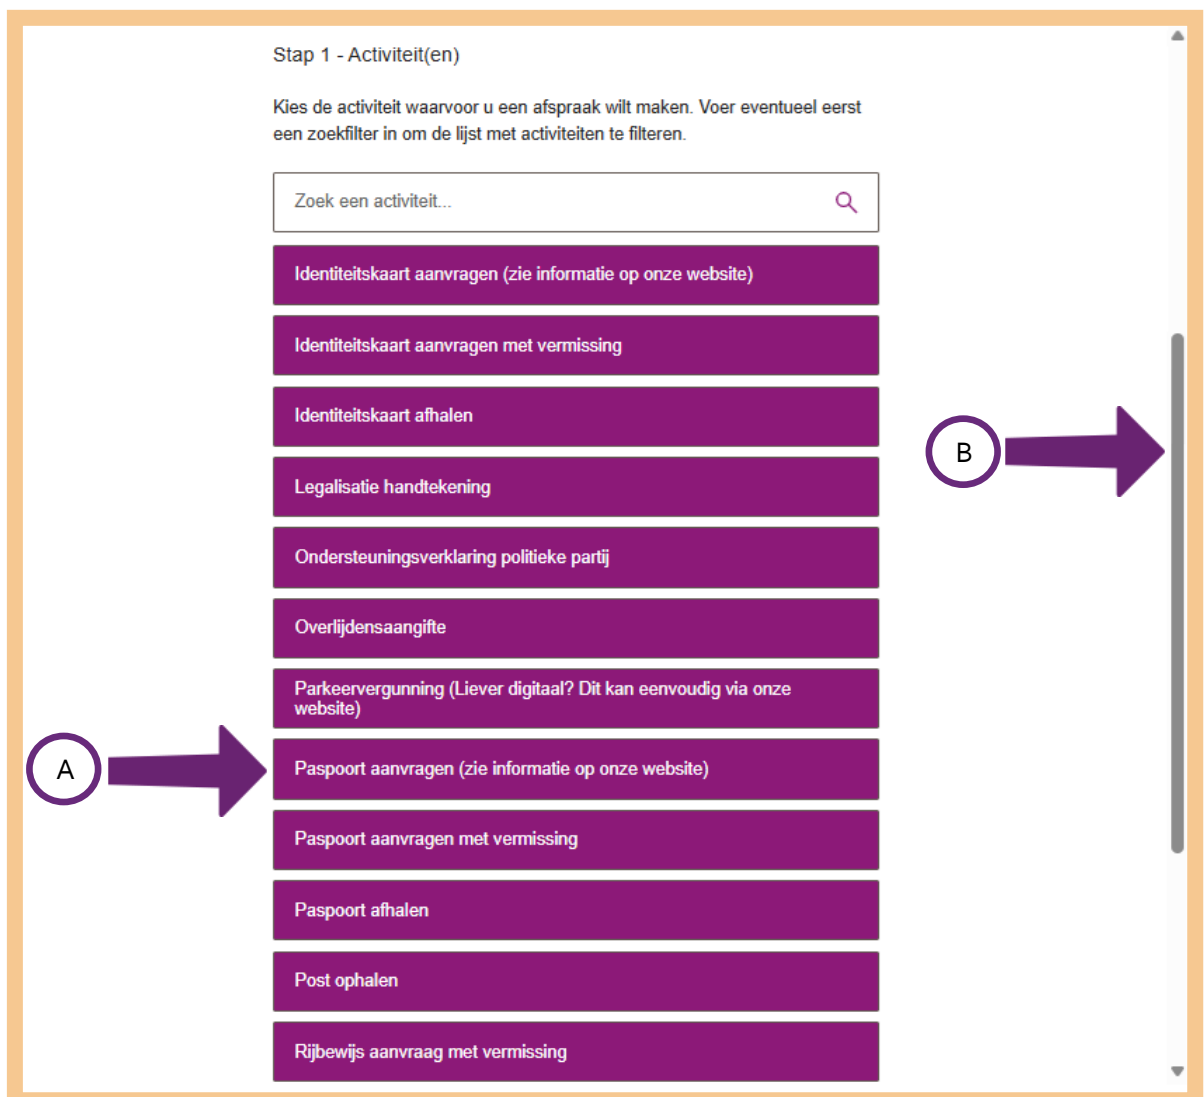 Stap 1 - Activiteit(en)
Kies de activiteit waarvoor u een afspraak wilt maken. Voer eventueel eerst
een zoekfilter in om de lijst met activiteiten te filteren.
Zoek een activiteit...
Identiteitskaart aanvragen (zie informatie op onze website)
Identiteitskaart aanvragen met vermissing
Identiteitskaart afhalen
B
Legalisatie handtekening
Ondersteuningsverklaring politieke partij
Overlijdensaangifte
Parkeervergunning (Liever digitaal? Dit kan eenvoudig via onze
website)
A
Paspoort aanvragen (zie informatie op onze website)
Paspoort aanvragen met vermissing
Paspoort afhalen
Post ophalen
Rijbewijs aanvraag met vermissing